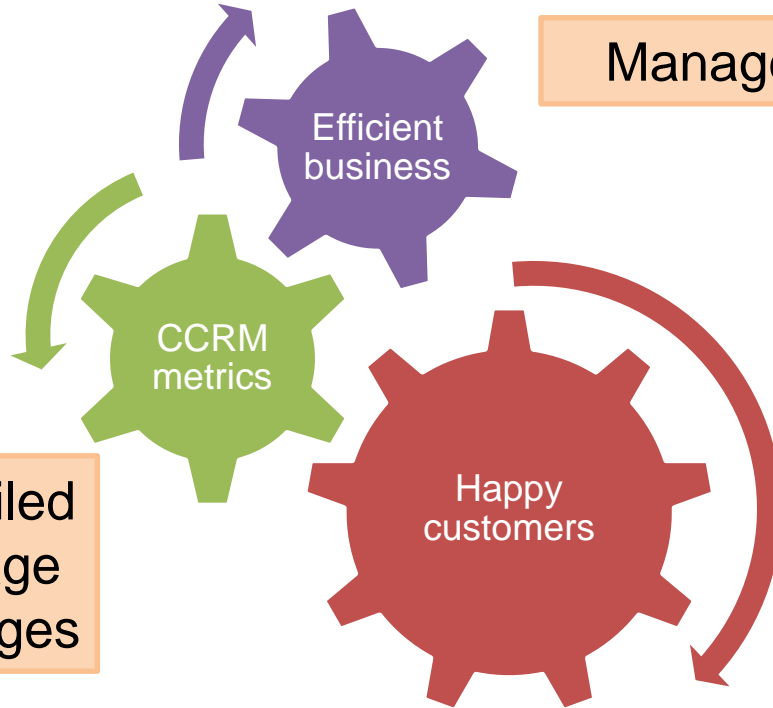 Manage
Efficient
business
CCRM
metrics
Happy
customers
iled
ge
ges